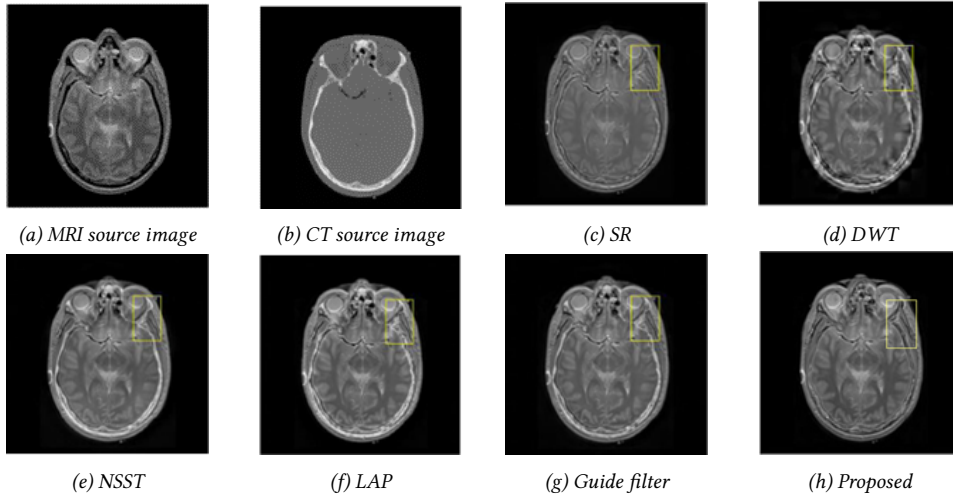 (a) MRI source image
(b) CT source image
(c) SR
(d) DWT
(e) NSST
(f) LAP
(g) Guide filter
(h) Proposed